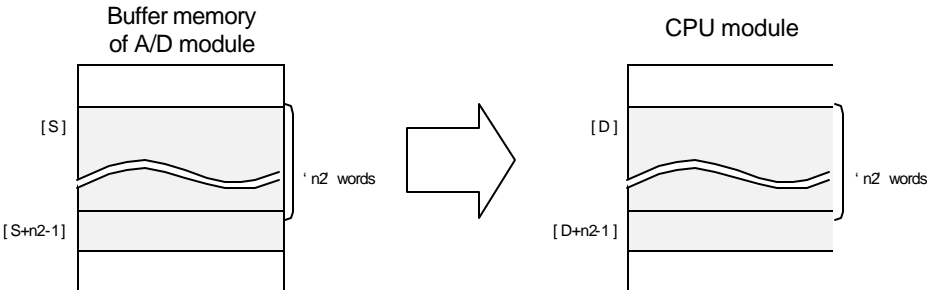 Buffer memory
of A/D module
CPU module
[S]
' n2' words
[S+n2-1]
[D]
' n2' words
[D+n2-1]